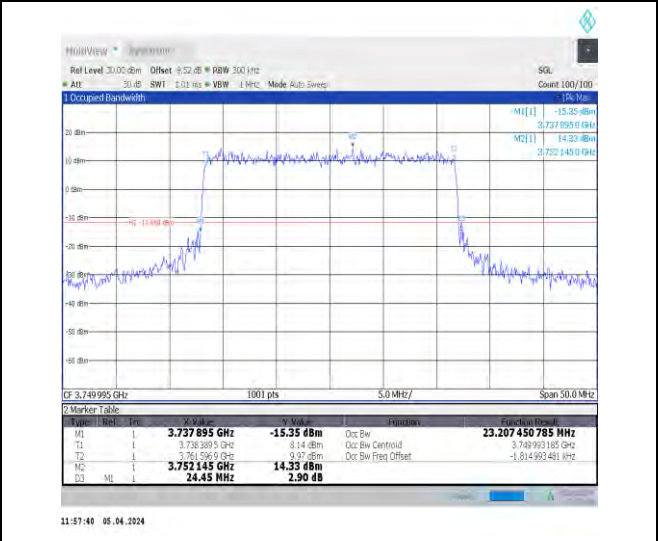 MultiView Spectrum
Ref Level 30.00 dBm Offset 9.52 dB RBW 300 kHz SGL
Att 30 dB SWT 1.01 ms VBW 1 MHz Mode Auto Sweep Count 100/100
1 Occupied Bandwidth 1Pk Max
M1[1] -15.35 dBm
3.737 895 0 GHz
M2[1] 14.33 dBm
3.752 145 0 GHz
20 dBm
10 dBm
0 dBm
-10 dBm
-20 dBm
-30 dBm
-40 dBm
-50 dBm
-60 dBm
CF 3.749 995 GHz 1001 pts 5.0 MHz/ Span 50.0 MHz
2 Marker Table
Type Ref Trc X-Value Y-Value Function Function Result
M1 1 3.737 895 GHz -15.35 dBm Occ Bw 23.207 450 785 MHz
T1 1 3.738 389 5 GHz 8.14 dBm Occ Bw Centroid 3.749 993 185 GHz
T2 1 3.761 596 9 GHz 9.97 dBm Occ Bw Freq Offset -1.814 993 481 kHz
M2 1 3.752 145 GHz 14.33 dBm
D3 M1 1 24.45 MHz 2.90 dB
11:57:40 05.04.2024